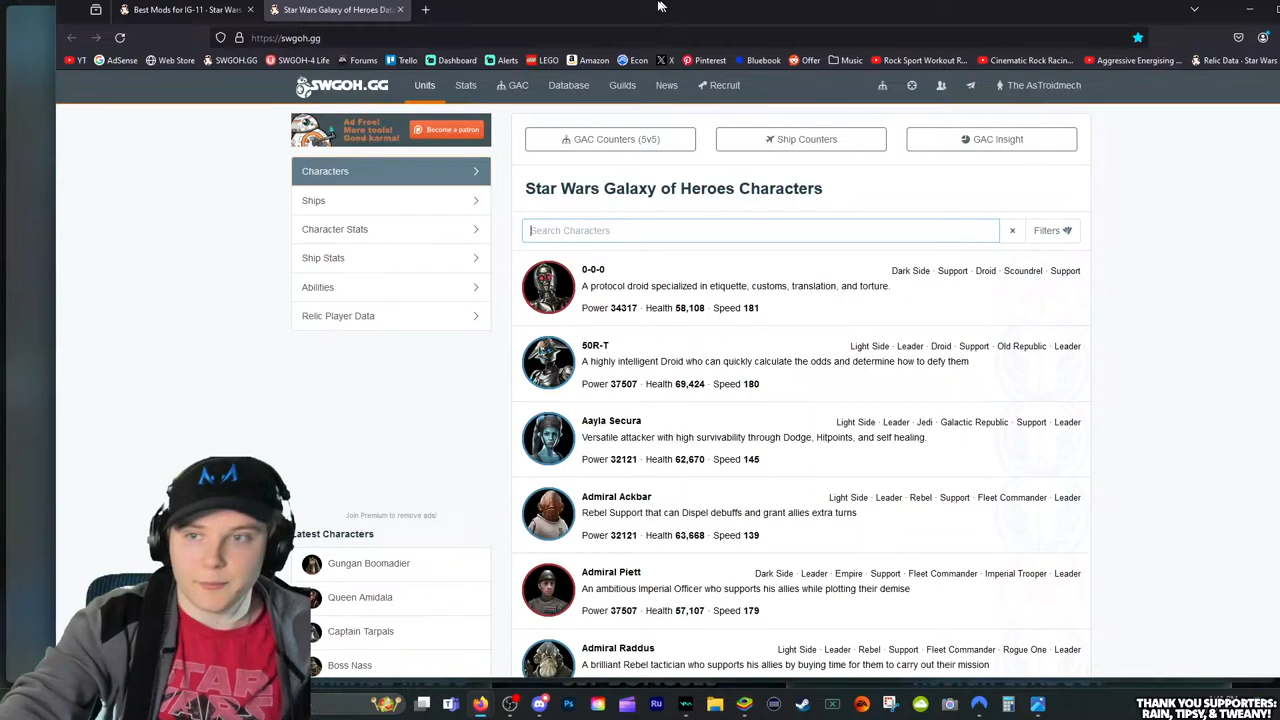 Best Mods for IG-11 · Star Wars
Star Wars Galaxy of Heroes Dat
https://swgoh.gg
YT AdSense Web Store SWGOH.GG SWGOH-4 Life Forums Trello Dashboard Alerts LEGO Amazon Econ X Pinterest Bluebook Offer Music Rock Sport Workout R... Cinematic Rock Racing... Aggressive Energising ... Relic Data · Star Wars
SWGOH.GG Units Stats GAC Database Guilds News Recruit The AsTroidmech
Ad Free!
More tools!
Good karma!
Become a patron
GAC Counters (5v5) Ship Counters GAC Insight
Characters
Ships
Character Stats
Ship Stats
Abilities
Relic Player Data
Star Wars Galaxy of Heroes Characters
Search Characters × Filters
0-0-0 Dark Side · Support · Droid · Scoundrel · Support
A protocol droid specialized in etiquette, customs, translation, and torture.
Power 34317 · Health 58,108 · Speed 181
50R-T Light Side · Leader · Droid · Support · Old Republic · Leader
A highly intelligent Droid who can quickly calculate the odds and determine how to defy them
Power 37507 · Health 69,424 · Speed 180
Aayla Secura Light Side · Leader · Jedi · Galactic Republic · Support · Leader
Versatile attacker with high survivability through Dodge, Hitpoints, and self healing.
Power 32121 · Health 62,670 · Speed 145
Admiral Ackbar Light Side · Leader · Rebel · Support · Fleet Commander · Leader
Rebel Support that can Dispel debuffs and grant allies extra turns
Power 32121 · Health 63,668 · Speed 139
Admiral Piett Dark Side · Leader · Empire · Support · Fleet Commander · Imperial Trooper · Leader
An ambitious Imperial Officer who supports his allies while plotting their demise
Power 37507 · Health 57,107 · Speed 179
Admiral Raddus Light Side · Leader · Rebel · Support · Fleet Commander · Rogue One · Leader
A brilliant Rebel tactician who supports his allies by buying time for them to carry out their mission
Join Premium to remove ads!
Latest Characters
Gungan Boomadier
Queen Amidala
Captain Tarpals
Boss Nass
STAR
WARS
THANK YOU SUPPORTERS:
RAIN, TIPSY, & TWEANY!